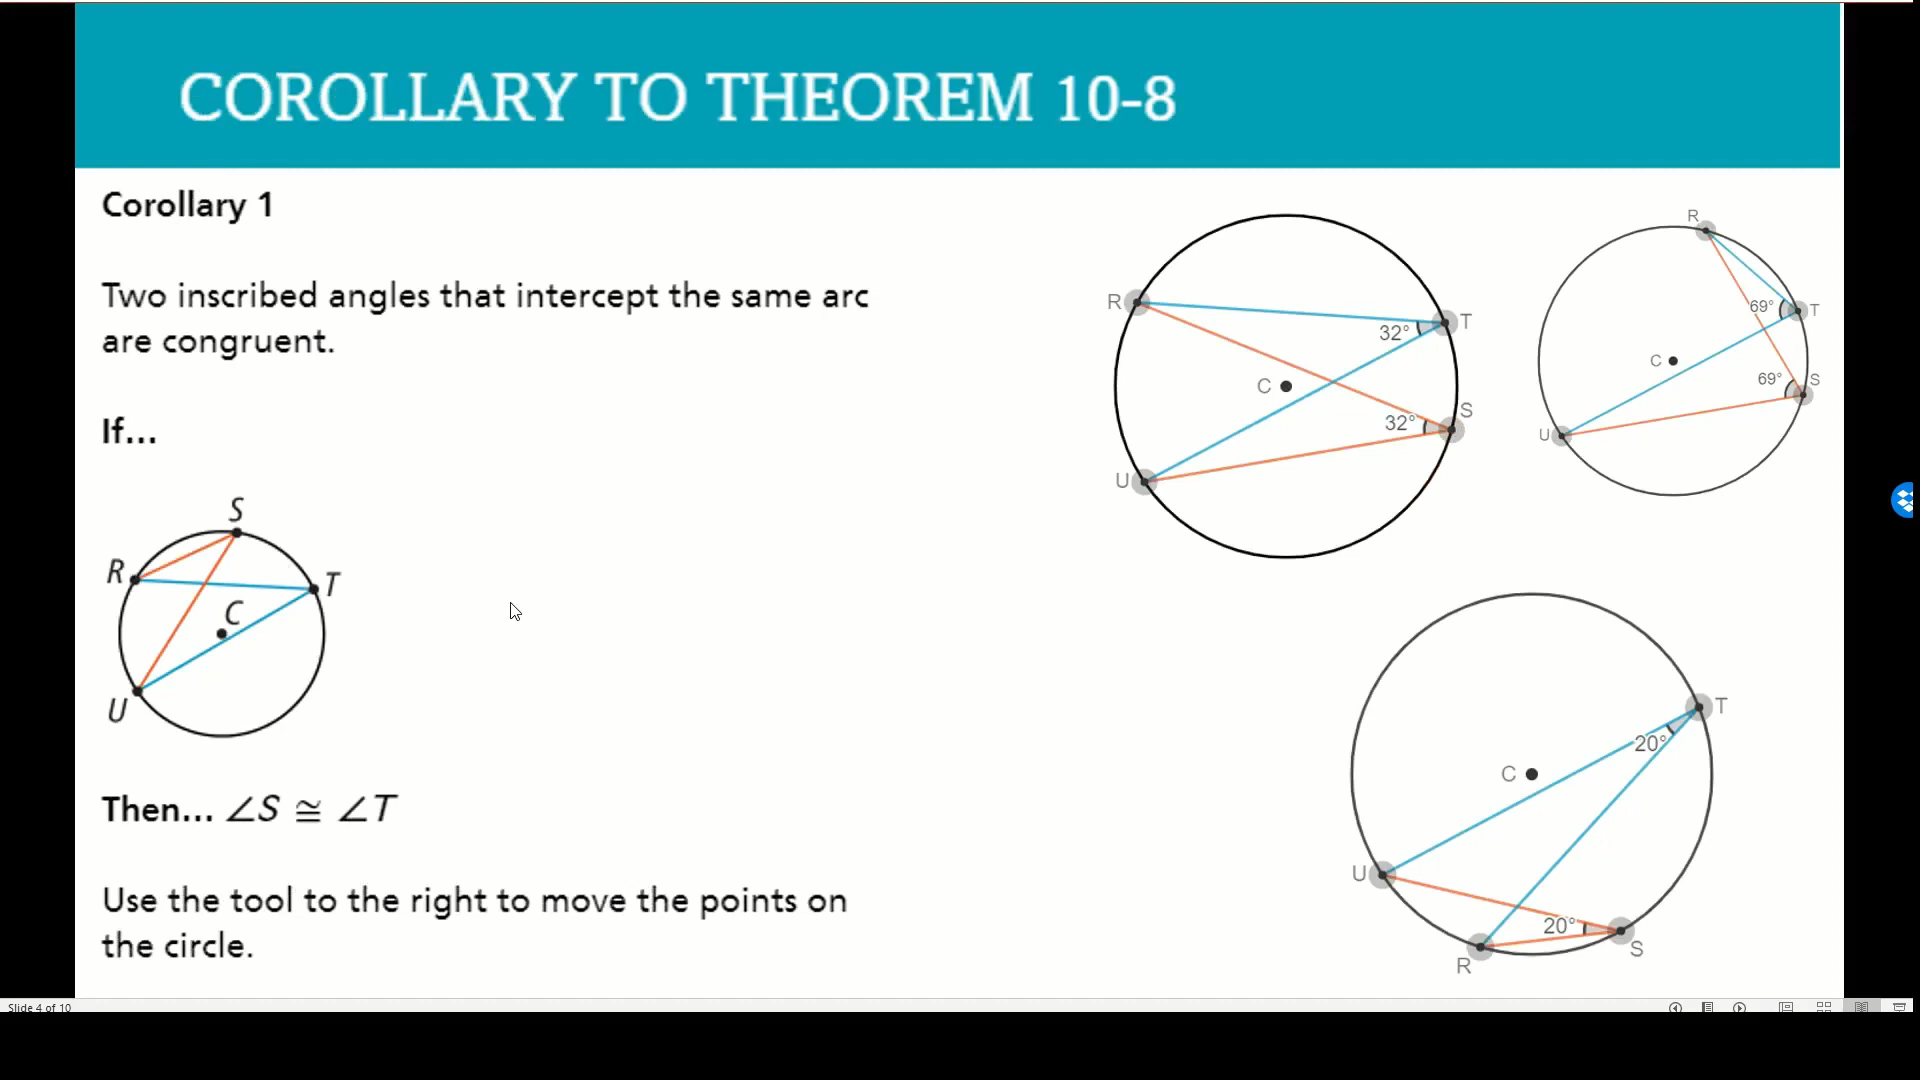 COROLLARY TO THEOREM 10-8
Corollary 1
Two inscribed angles that intercept the same arc
are congruent.
If...
S
R
T
C
U
Then... ∠S ≅ ∠T
Use the tool to the right to move the points on
the circle.
R
T
32°
C
S
32°
U
R
69°
T
C
69°
S
U
T
20°
C
U
20°
S
R
Slide 4 of 10